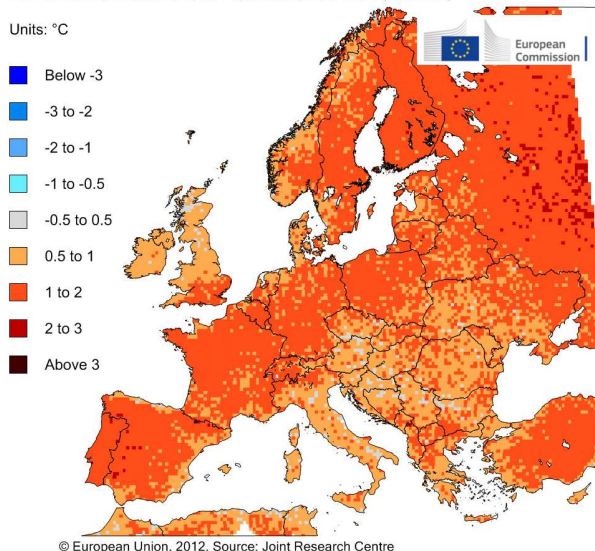 Units: °C
European
Commission
Below -3
-3 to -2
-2 to -1
-1 to -0.5
-0.5 to 0.5
0.5 to 1
1 to 2
2 to 3
Above 3
© European Union, 2012. Source: Joint Research Centre